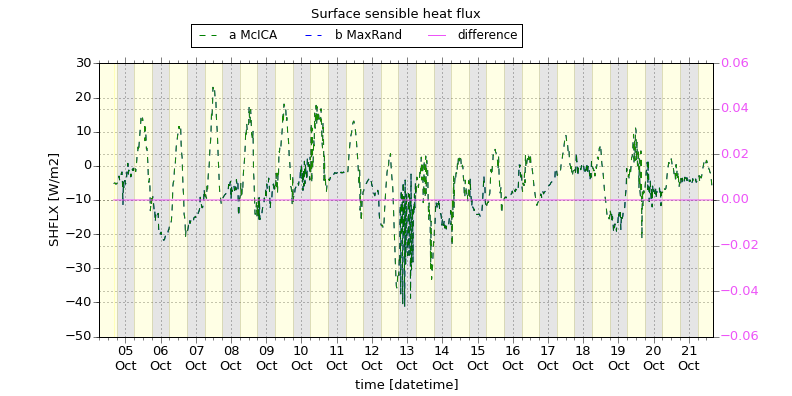 Surface sensible heat flux
a McICA b MaxRand difference
30 0.06
20 0.04
10 0.02
0 0.00
−10 −0.02
−20 −0.04
−30 −0.06
−40
−50
SHFLX [W/m2]
05 06 07 08 09 10 11 12 13 14 15 16 17 18 19 20 21
Oct Oct Oct Oct Oct Oct Oct Oct Oct Oct Oct Oct Oct Oct Oct Oct Oct
time [datetime]